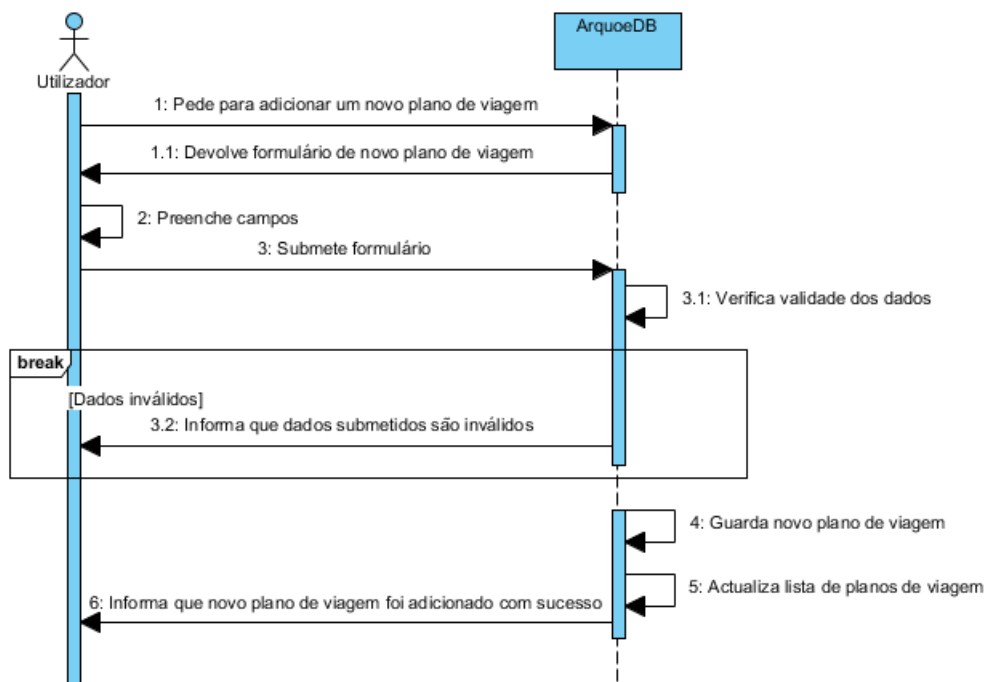 Utilizador
ArquoeDB
1: Pede para adicionar um novo plano de viagem
1.1: Devolve formulário de novo plano de viagem
2: Preenche campos
3: Submete formulário
3.1: Verifica validade dos dados
break
[Dados inválidos]
3.2: Informa que dados submetidos são inválidos
4: Guarda novo plano de viagem
5: Actualiza lista de planos de viagem
6: Informa que novo plano de viagem foi adicionado com sucesso